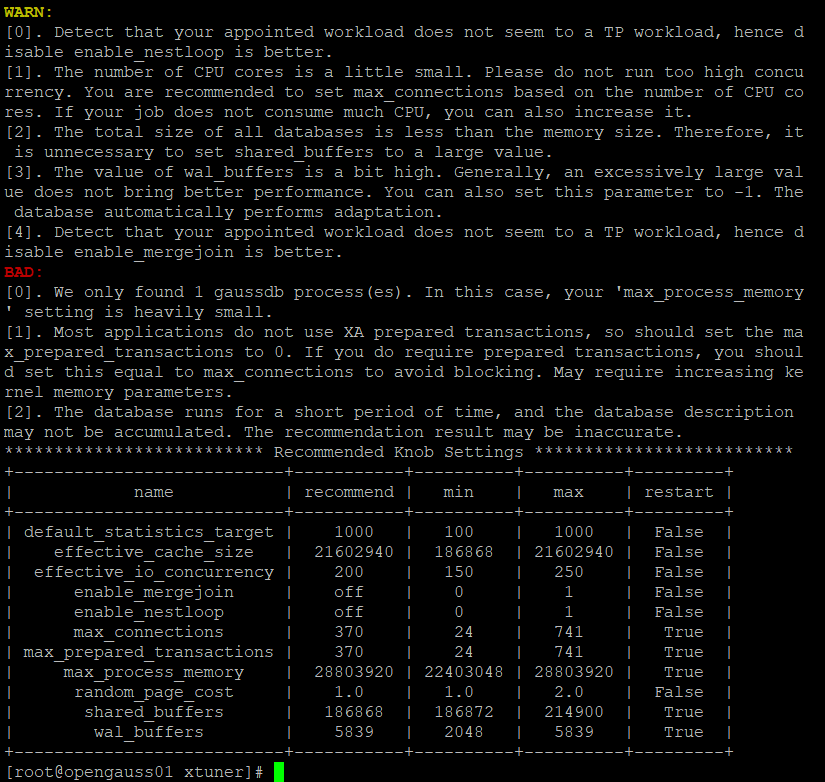 WARN:
[0]. Detect that your appointed workload does not seem to a TP workload, hence d
isable enable_nestloop is better.
[1]. The number of CPU cores is a little small. Please do not run too high concu
rrency. You are recommended to set max_connections based on the number of CPU co
res. If your job does not consume much CPU, you can also increase it.
[2]. The total size of all databases is less than the memory size. Therefore, it
 is unnecessary to set shared_buffers to a large value.
[3]. The value of wal_buffers is a bit high. Generally, an excessively large val
ue does not bring better performance. You can also set this parameter to -1. The
 database automatically performs adaptation.
[4]. Detect that your appointed workload does not seem to a TP workload, hence d
isable enable_mergejoin is better.
BAD:
[0]. We only found 1 gaussdb process(es). In this case, your 'max_process_memory
' setting is heavily small.
[1]. Most applications do not use XA prepared transactions, so should set the ma
x_prepared_transactions to 0. If you do require prepared transactions, you shoul
d set this equal to max_connections to avoid blocking. May require increasing ke
rnel memory parameters.
[2]. The database runs for a short period of time, and the database description
may not be accumulated. The recommendation result may be inaccurate.
************************** Recommended Knob Settings **************************
+---------------------------+-----------+----------+-----------+---------+
|            name           | recommend |   min    |    max    | restart |
+---------------------------+-----------+----------+-----------+---------+
| default_statistics_target |    1000   |   100    |    1000   |  False  |
|    effective_cache_size   |  21602940 |  186868  |  21602940 |  False  |
|  effective_io_concurrency |    200    |   150    |    250    |  False  |
|      enable_mergejoin     |    off    |    0     |     1     |  False  |
|      enable_nestloop      |    off    |    0     |     1     |  False  |
|      max_connections      |    370    |    24    |    741    |   True  |
| max_prepared_transactions |    370    |    24    |    741    |   True  |
|     max_process_memory    |  28803920 | 22403048 |  28803920 |   True  |
|      random_page_cost     |    1.0    |   1.0    |    2.0    |  False  |
|       shared_buffers      |   186868  |  186872  |   214900  |   True  |
|        wal_buffers        |    5839   |   2048   |    5839   |   True  |
+---------------------------+-----------+----------+-----------+---------+
[root@opengauss01 xtuner]#